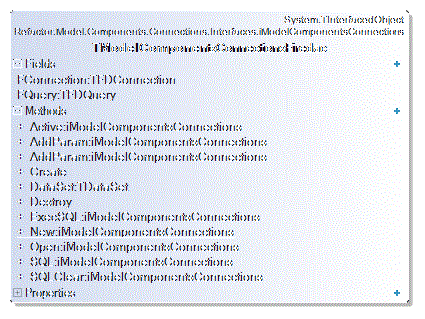 System.TInterfacedObject
Refactor.Model.Components.Connections.Interfaces.iModelComponentsConnections
TModelComponentsConnectionsFiredac
Fields
FConnection:TFDConnection
FQuery:TFDQuery
Methods
Active:iModelComponentsConnections
AddParam:iModelComponentsConnections
AddParam:iModelComponentsConnections
Create
DataSet:TDataSet
Destroy
ExecSQL:iModelComponentsConnections
New:iModelComponentsConnections
Open:iModelComponentsConnections
SQL:iModelComponentsConnections
SQLClear:iModelComponentsConnections
Properties